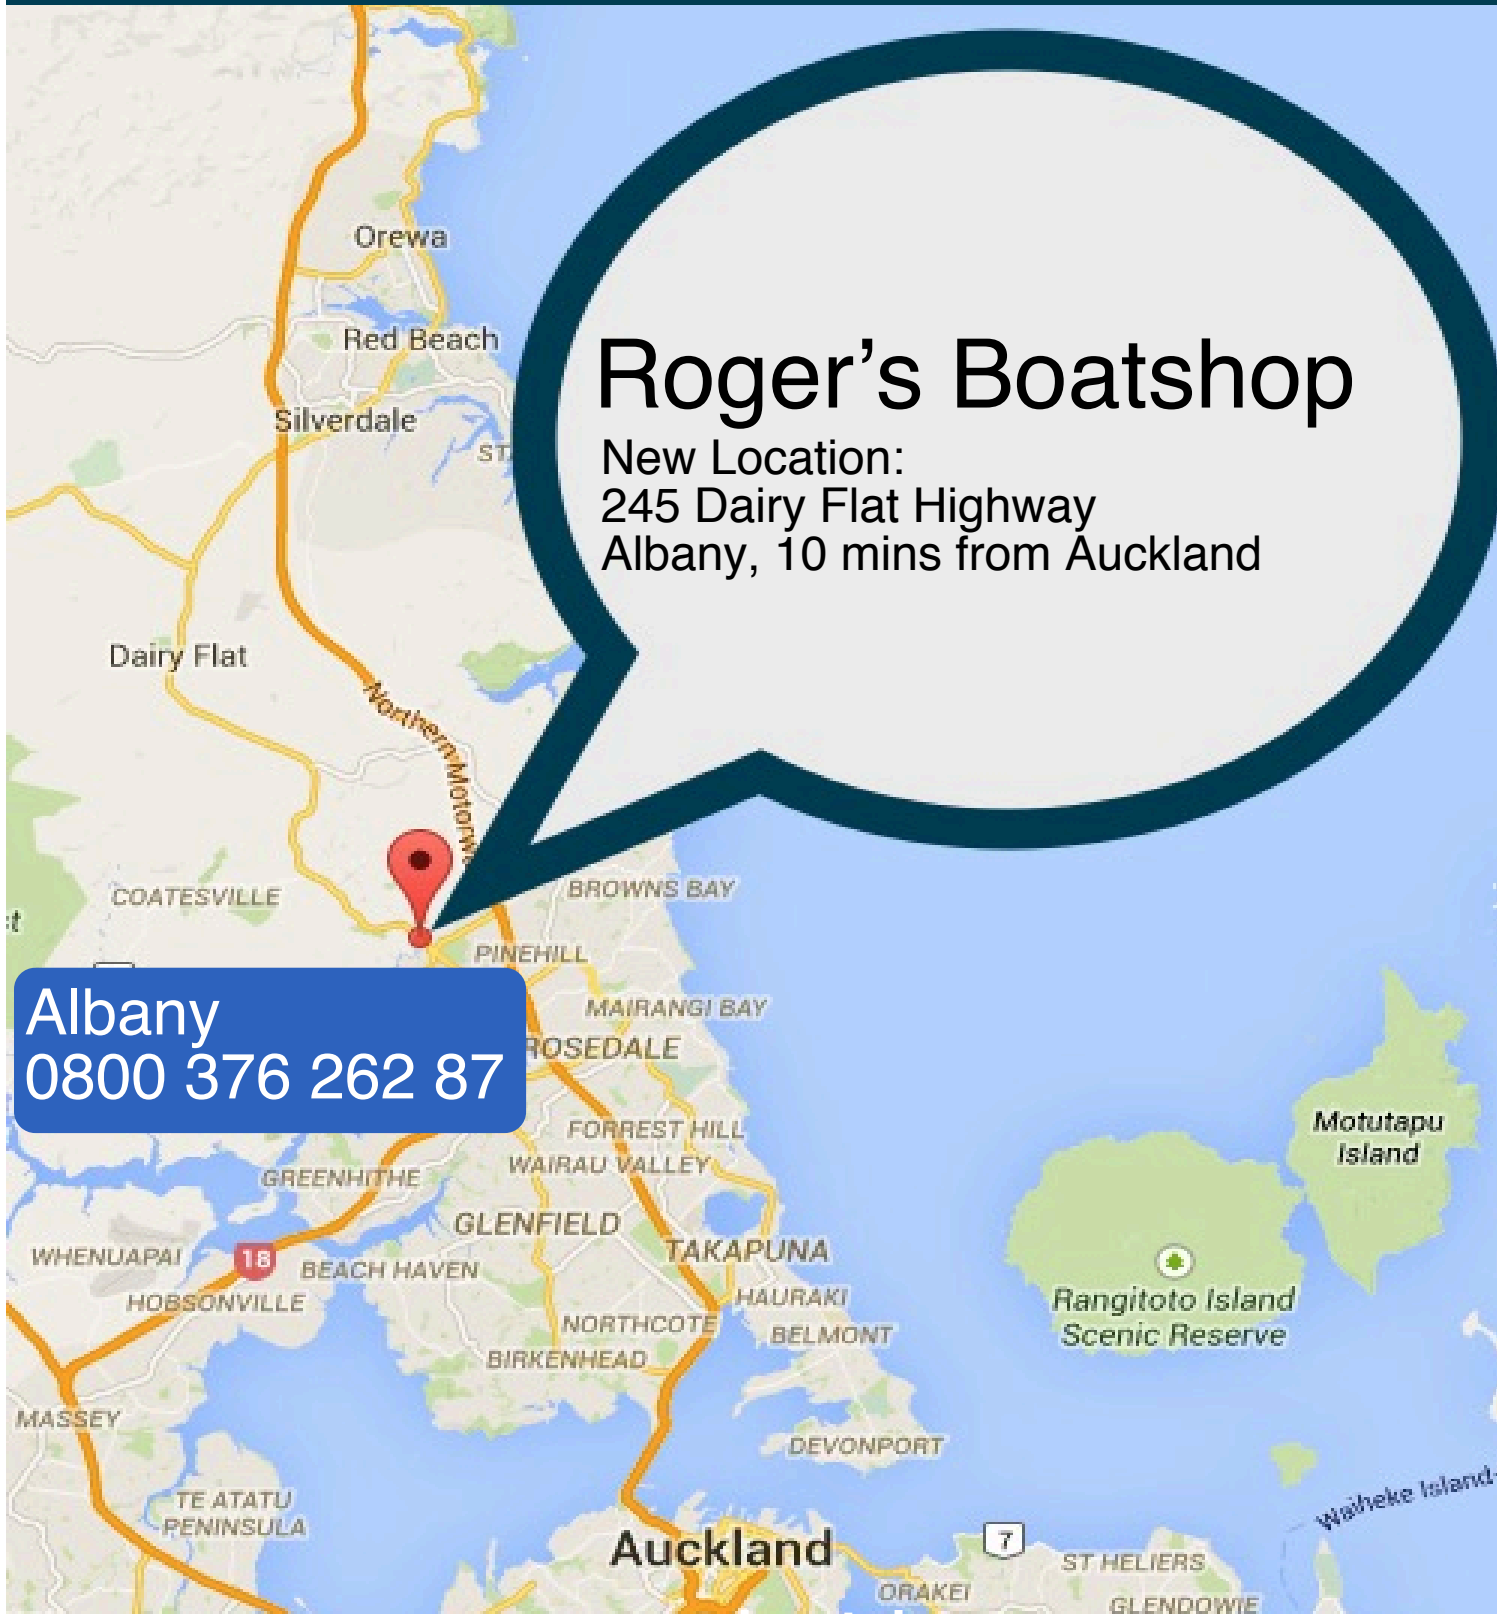 Orewa
Red Beach
Roger’s Boatshop
Silverdale
New Location:
245 Dairy Flat Highway
Albany, 10 mins from Auckland
Dairy Flat
Northern
BROWNS BAY
COATESVILLE
PINEHILL
Albany
0800 376 262 87
MAIRANGI BAY
ROSEDALE
Motutapu
Island
FORREST HILL
WAIRAU VALLEY
GREENHITHE
GLENFIELD
TAKAPUNA
WHENUAPAI
18
BEACH HAVEN
HOBSONVILLE
HAURAKI
Rangitoto Island
Scenic Reserve
NORTHCOTE
BELMONT
BIRKENHEAD
MASSEY
DEVONPORT
TE ATATU
PENINSULA
Waiheke Island
Auckland
7
ST HELIERS
ORAKEI
GLENDOWIE